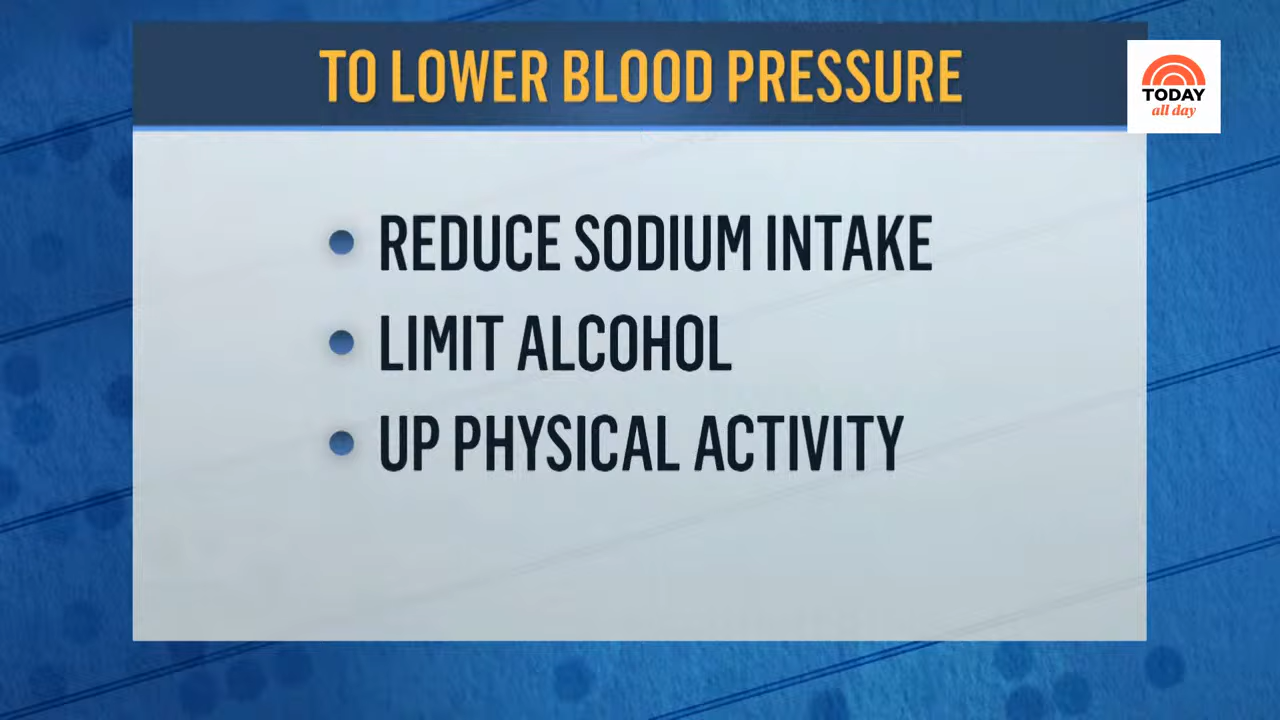 TO LOWER BLOOD PRESSURE
TODAY
all day
• REDUCE SODIUM INTAKE
• LIMIT ALCOHOL
• UP PHYSICAL ACTIVITY